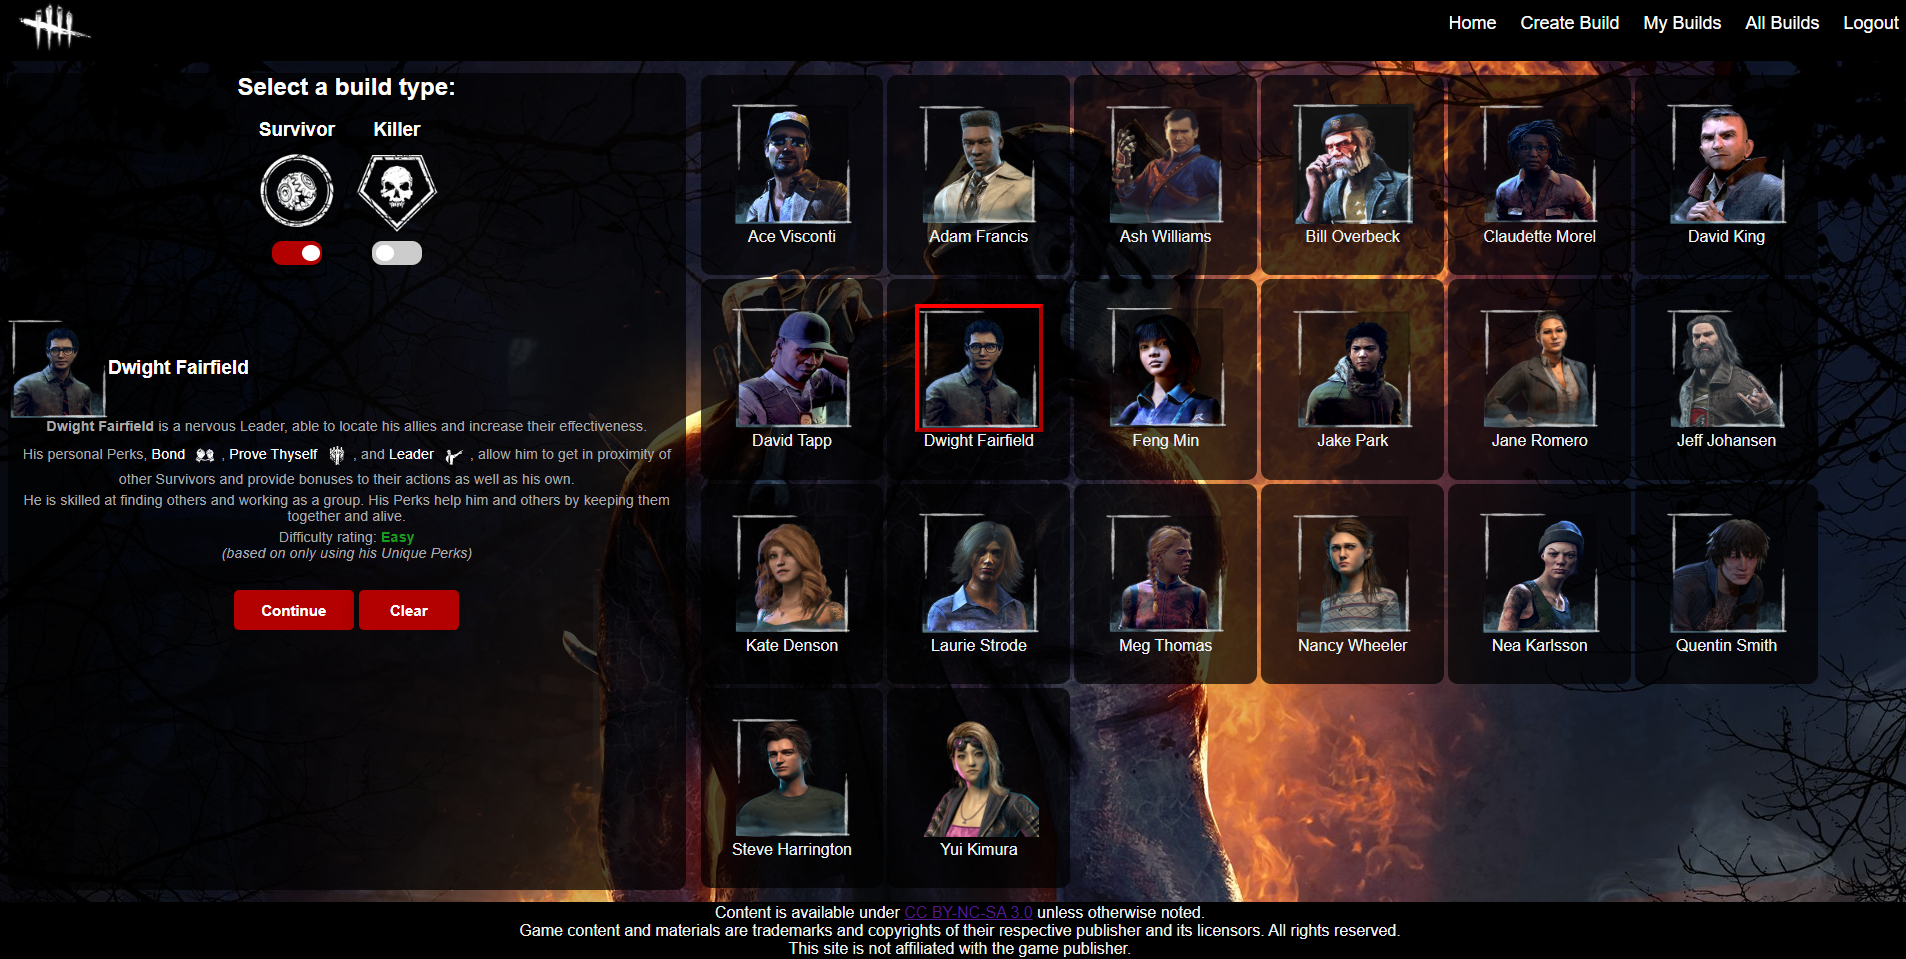 Home Create Build My Builds All Builds Logout
Select a build type:
Survivor Killer
Dwight Fairfield
Dwight Fairfield is a nervous Leader, able to locate his allies and increase their effectiveness.
His personal Perks, Bond , Prove Thyself , and Leader , allow him to get in proximity of
other Survivors and provide bonuses to their actions as well as his own.
He is skilled at finding others and working as a group. His Perks help him and others by keeping them
together and alive.
Difficulty rating: Easy
(based on only using his Unique Perks)
Continue Clear
Ace Visconti Adam Francis Ash Williams Bill Overbeck Claudette Morel David King
David Tapp Dwight Fairfield Feng Min Jake Park Jane Romero Jeff Johansen
Kate Denson Laurie Strode Meg Thomas Nancy Wheeler Nea Karlsson Quentin Smith
Steve Harrington Yui Kimura
Content is available under CC BY-NC-SA 3.0 unless otherwise noted.
Game content and materials are trademarks and copyrights of their respective publisher and its licensors. All rights reserved.
This site is not affiliated with the game publisher.